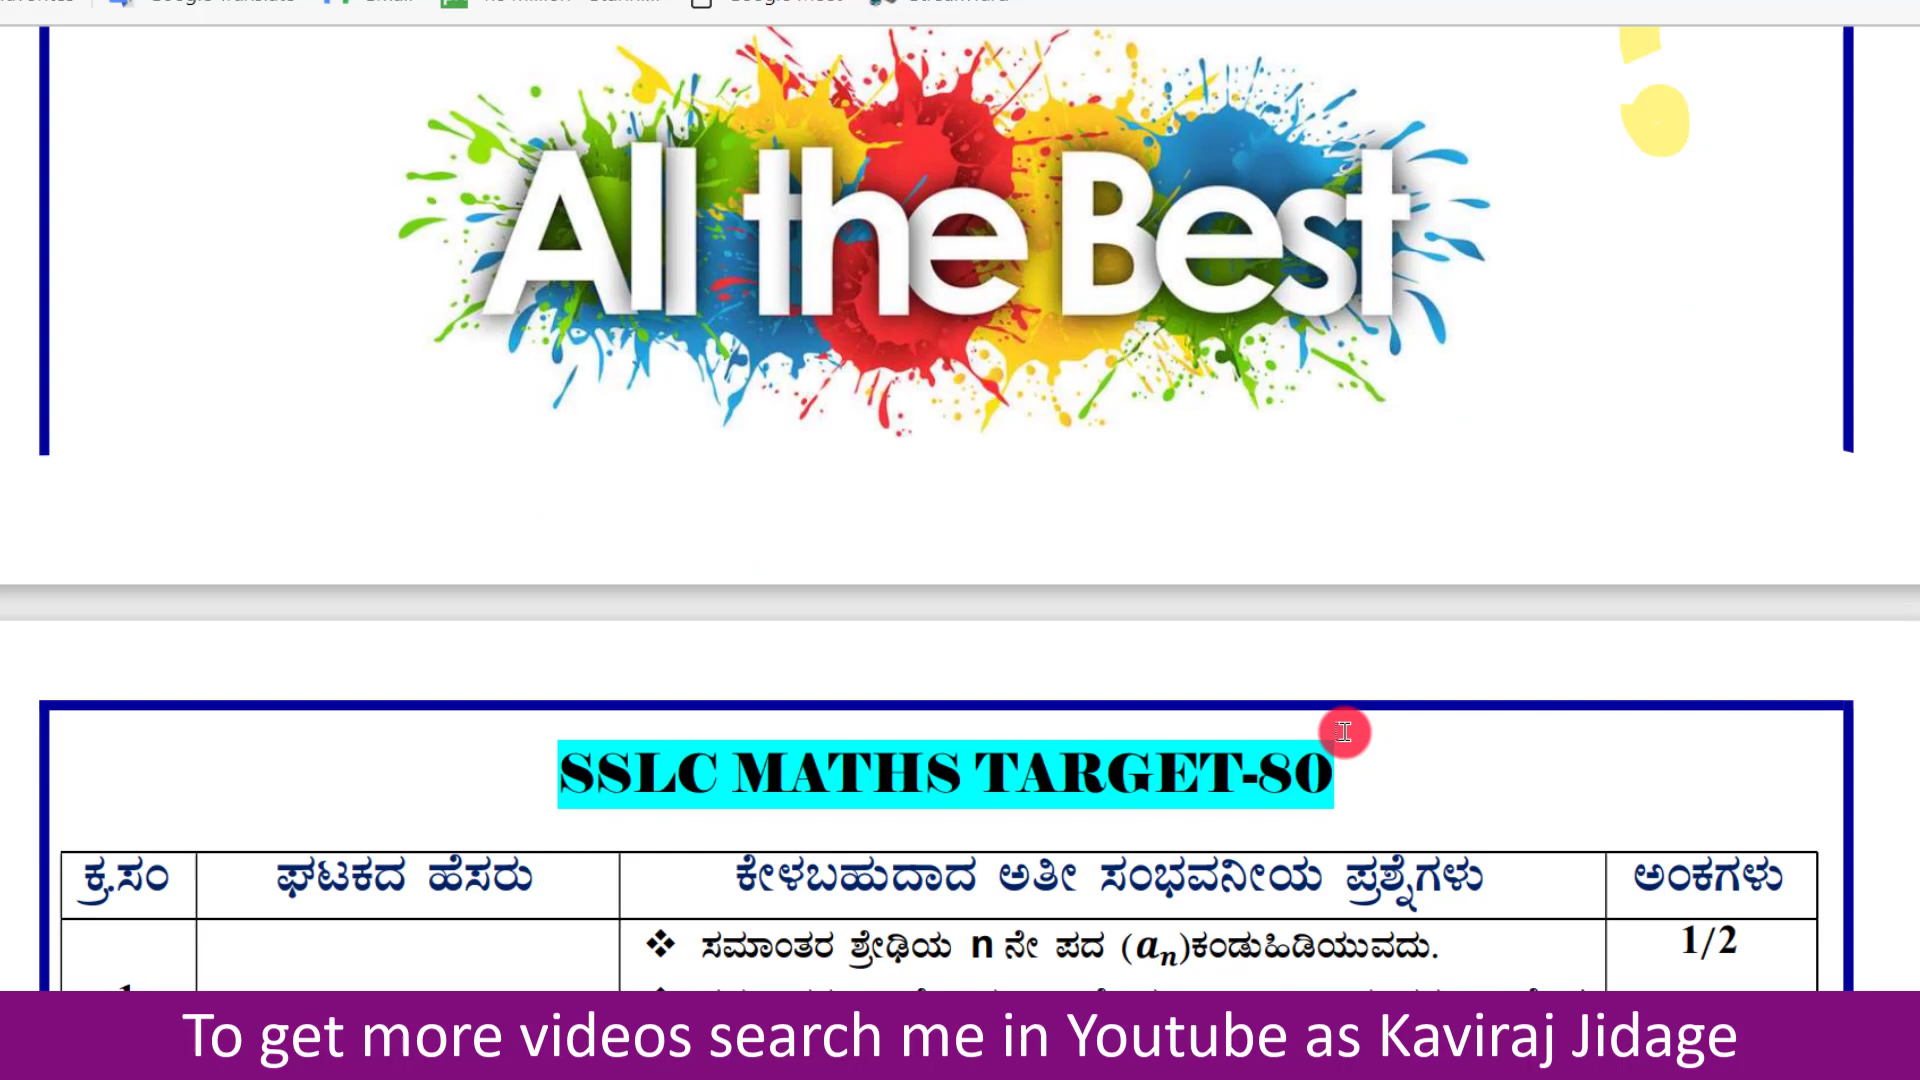 All the Best
SSLC MATHS TARGET-80
ಕ್ರ.ಸಂ ಘಟಕದ ಹೆಸರು ಕೇಳಬಹುದಾದ ಅತೀ ಸಂಭವನೀಯ ಪ್ರಶ್ನೆಗಳು ಅಂಕಗಳು
❖ ಸಮಾಂತರ ಶ್ರೇಢಿಯ n ನೇ ಪದ (aₙ)ಕಂಡುಹಿಡಿಯುವದು. 1/2
To get more videos search me in Youtube as Kaviraj Jidage